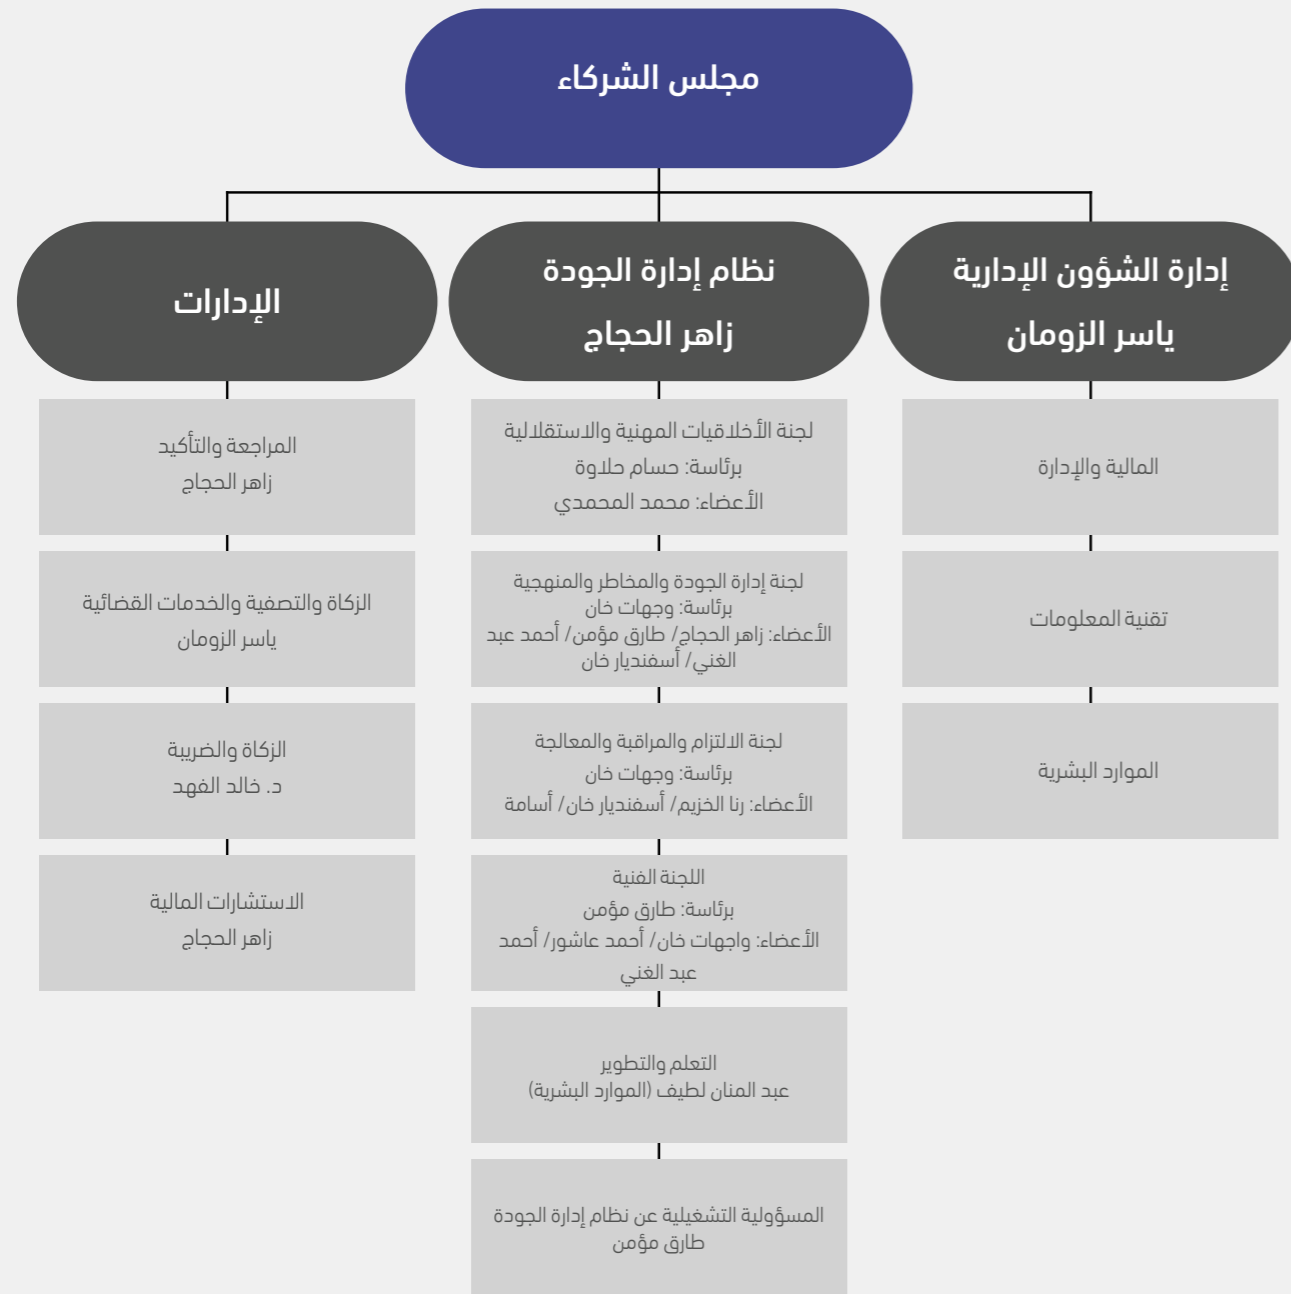 مجلس الشركاء
إدارة الشؤون الإدارية
ياسر الزومان
المالية والإدارة
تقنية المعلومات
الموارد البشرية
نظام إدارة الجودة
زاهر الحجاج
لجنة الأخلاقيات المهنية والاستقلالية
برئاسة: حسام حلاوة
الأعضاء: محمد المحمدي
لجنة إدارة الجودة والمخاطر والمنهجية
برئاسة: وجهات خان
الأعضاء: زاهر الحجاج/ طارق مؤمن/ أحمد عبد
الغني/ أسفنديار خان
لجنة الالتزام والمراقبة والمعالجة
برئاسة: وجهات خان
الأعضاء: رنا الخزيم/ أسفنديار خان/ أسامة
اللجنة الفنية
برئاسة: طارق مؤمن
الأعضاء: واجهات خان/ أحمد عاشور/ أحمد
عبد الغني
التعلم والتطوير
عبد المنان لطيف (الموارد البشرية)
المسؤولية التشغيلية عن نظام إدارة الجودة
طارق مؤمن
الإدارات
المراجعة والتأكيد
زاهر الحجاج
الزكاة والتصفية والخدمات القضائية
ياسر الزومان
الزكاة والضريبة
د. خالد الفهد
الاستشارات المالية
زاهر الحجاج